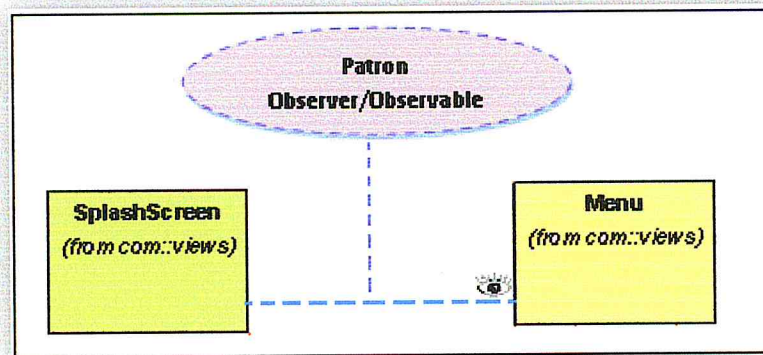 Patron
Observer/Observable
SplashScreen
(from com::views)
Menu
(from com::views)